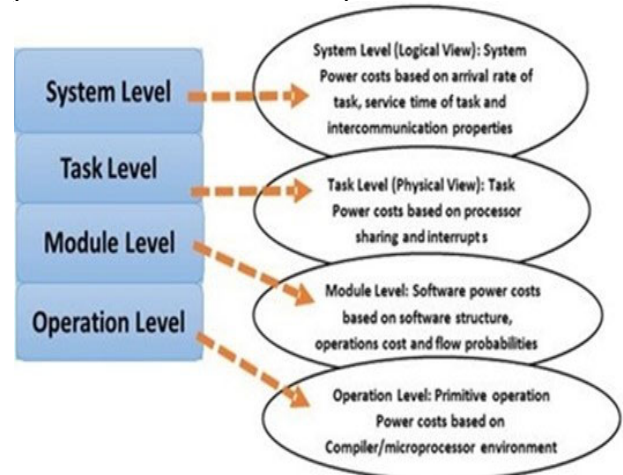 System Level
Task Level
Module Level
Operation Level
System Level (Logical View): System
Power costs based on arrival rate of
task, service time of task and
intercommunication properties
Task Level (Physical View): Task
Power costs based on processor
sharing and interrupt s
Module Level: Software power costs
based on software structure,
operations cost and flow probabilities
Operation Level: Primitive operation
Power costs based on
Compiler/microprocessor environment